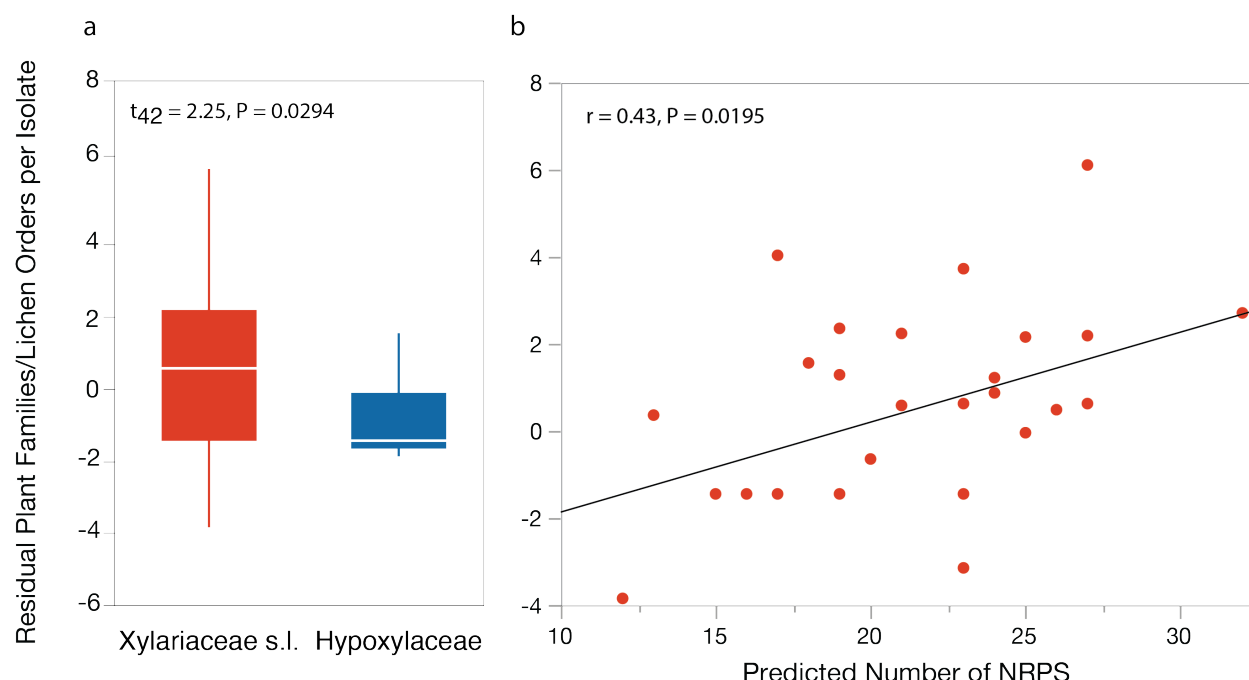 a
b
Residual Plant Families/Lichen Orders per Isolate
t42 = 2.25, P = 0.0294
8
6
4
2
0
-2
-4
-6
Xylariaceae s.l. Hypoxylaceae
r = 0.43, P = 0.0195
8
6
4
2
0
-2
-4
10 15 20 25 30
Predicted Number of NRPS